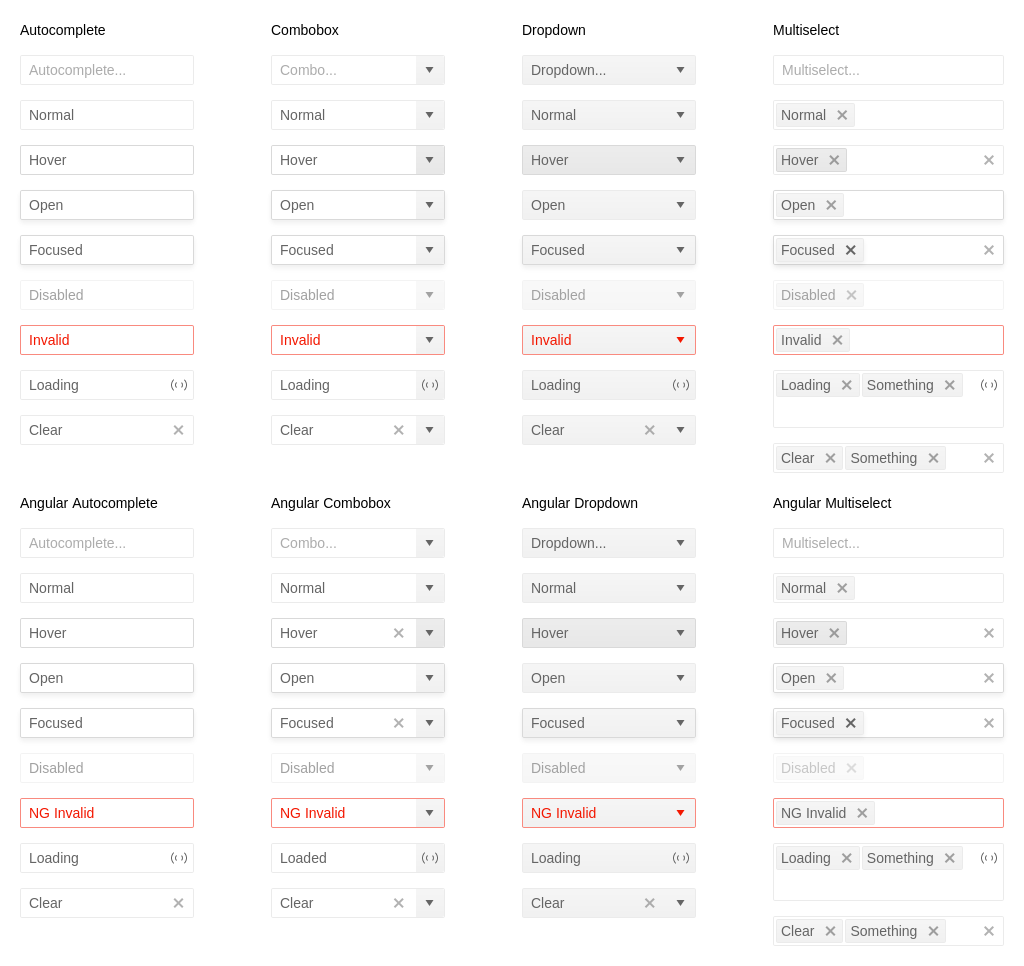 Autocomplete Combobox Dropdown Multiselect
Autocomplete... Combo... Dropdown... Multiselect...
Normal Normal Normal Normal
Hover Hover Hover Hover
Open Open Open Open
Focused Focused Focused Focused
Disabled Disabled Disabled Disabled
Invalid Invalid Invalid Invalid
Loading Loading Loading Loading Something
Clear Clear Clear
Clear Something
Angular Autocomplete Angular Combobox Angular Dropdown Angular Multiselect
Autocomplete... Combo... Dropdown... Multiselect...
Normal Normal Normal Normal
Hover Hover Hover Hover
Open Open Open Open
Focused Focused Focused Focused
Disabled Disabled Disabled Disabled
NG Invalid NG Invalid NG Invalid NG Invalid
Loading Loaded Loading Loading Something
Clear Clear Clear
Clear Something